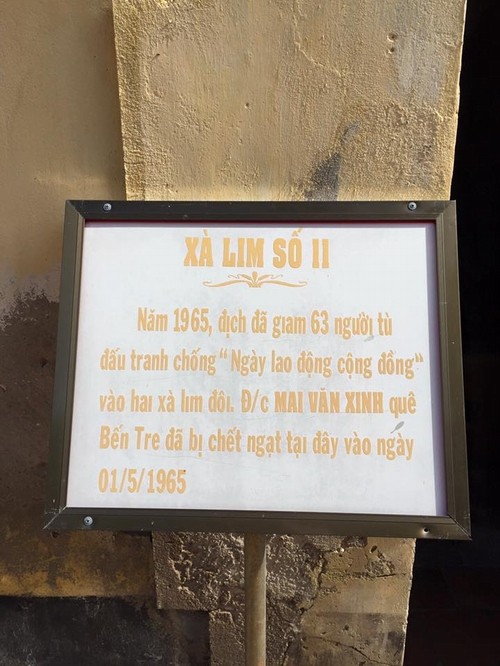 XÀ LIM SỐ 11
Năm 1965, địch đã giam 63 người tù
đấu tranh chống "Ngày lao động cộng đồng"
vào hai xà lim đôi. Đ/c MAI VĂN XINH quê
Bến Tre đã bị chết ngạt tại đây vào ngày
01/5/1965